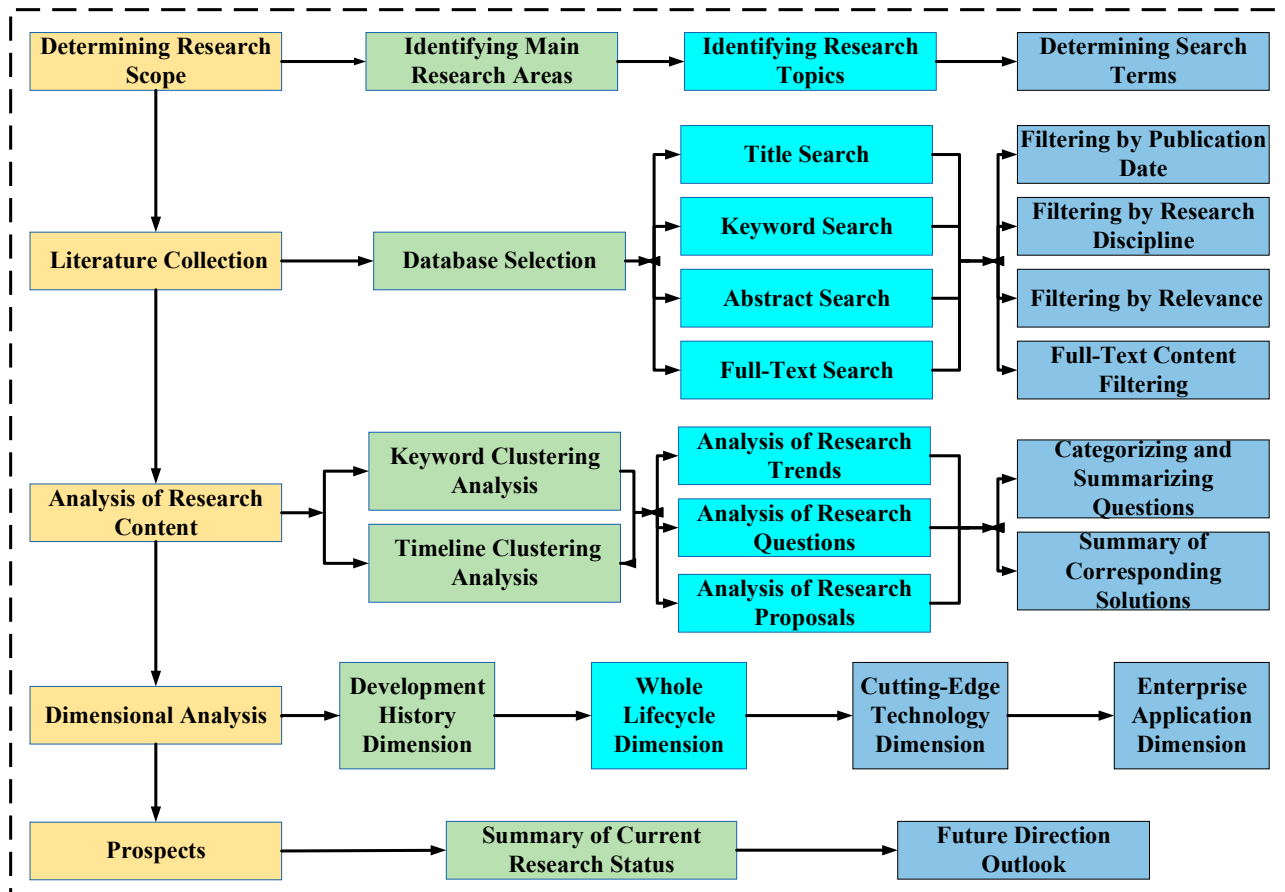 Determining Research
Scope
Identifying Main
Research Areas
Identifying Research
Topics
Determining Search
Terms
Literature Collection
Database Selection
Title Search
Keyword Search
Abstract Search
Full-Text Search
Filtering by Publication
Date
Filtering by Research
Discipline
Filtering by Relevance
Full-Text Content
Filtering
Analysis of Research
Content
Keyword Clustering
Analysis
Timeline Clustering
Analysis
Analysis of Research
Trends
Analysis of Research
Questions
Analysis of Research
Proposals
Categorizing and
Summarizing
Questions
Summary of
Corresponding
Solutions
Dimensional Analysis
Development
History
Dimension
Whole
Lifecycle
Dimension
Cutting-Edge
Technology
Dimension
Enterprise
Application
Dimension
Prospects
Summary of Current
Research Status
Future Direction
Outlook